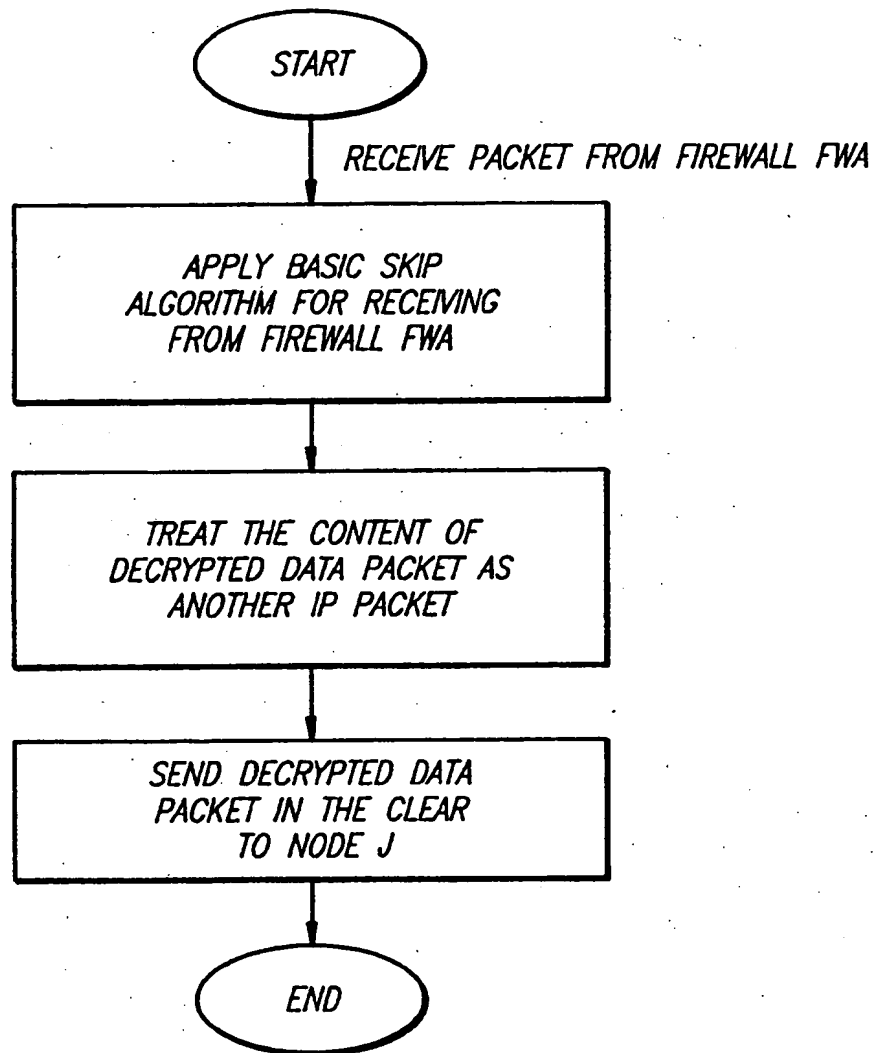 START
RECEIVE PACKET FROM FIREWALL FWA
APPLY BASIC SKIP
ALGORITHM FOR RECEIVING
FROM FIREWALL FWA
TREAT THE CONTENT OF
DECRYPTED DATA PACKET AS
ANOTHER IP PACKET
SEND DECRYPTED DATA
PACKET IN THE CLEAR
TO NODE J
END